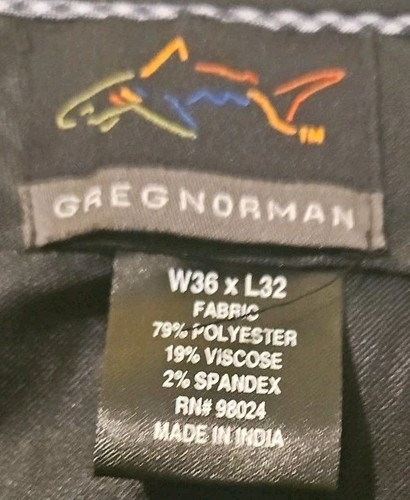 TM
GREG NORMAN
W36 x L32
FABRIC
79% POLYESTER
19% VISCOSE
2% SPANDEX
RN# 98024
MADE IN INDIA